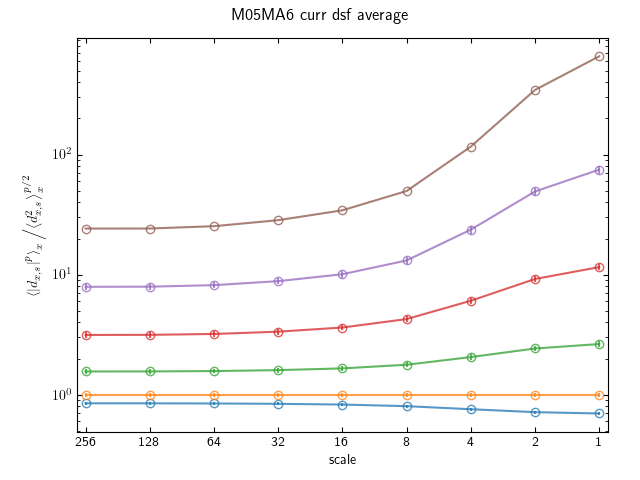 M05MA6 curr dsf average
⟨|d_{x,s}|^p⟩_x / ⟨d_{x,s}^2⟩_x^{p/2}
10^2
10^1
10^0
256 128 64 32 16 8 4 2 1
scale